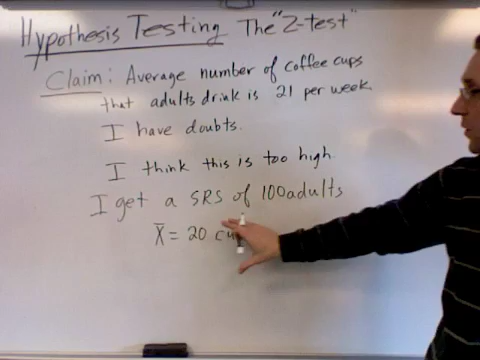 Hypothesis Testing The "Z-test"
Claim: Average number of coffee cups
that adults drink is 21 per week.
I have doubts.
I think this is too high.
I get a SRS of 100 adults
X̅ = 20